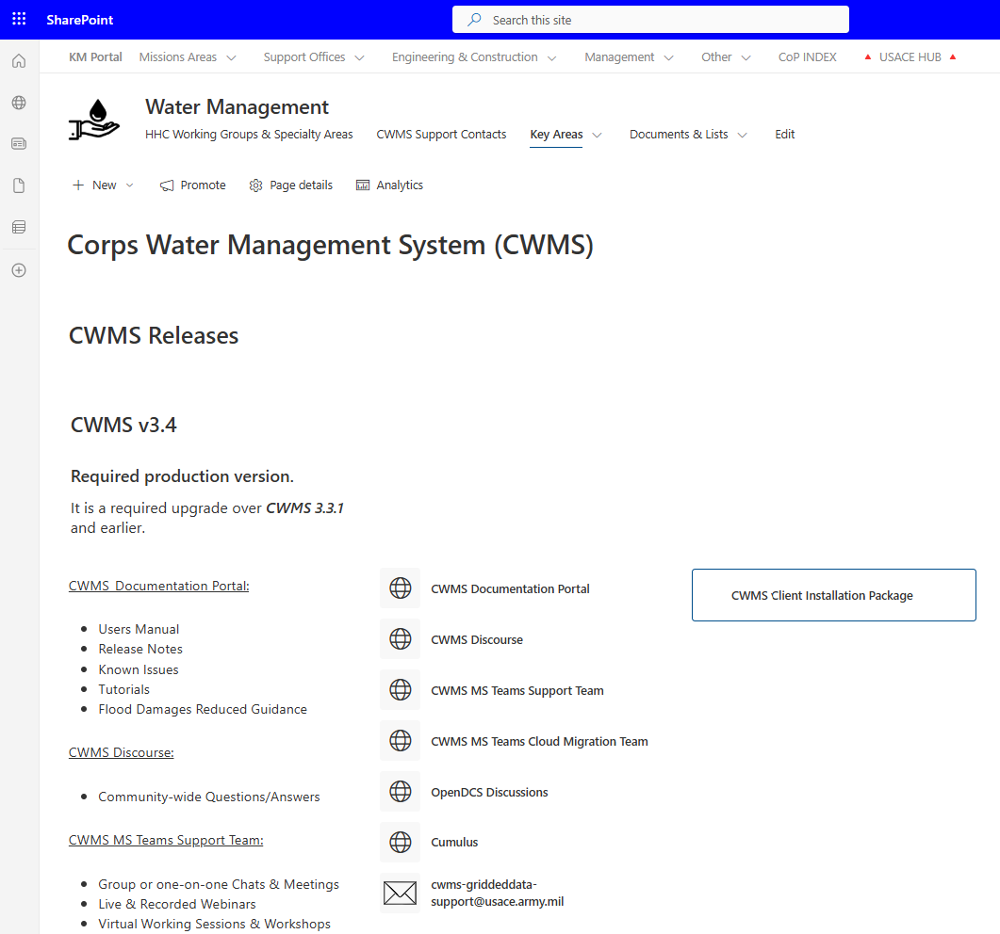 SharePoint
Search this site
KM Portal
Missions Areas
Support Offices
Engineering & Construction
Management
Other
CoP INDEX
USACE HUB
Water Management
HHC Working Groups & Specialty Areas
CWMS Support Contacts
Key Areas
Documents & Lists
Edit
New
Promote
Page details
Analytics
Corps Water Management System (CWMS)
CWMS Releases
CWMS v3.4
Required production version.
It is a required upgrade over CWMS 3.3.1
and earlier.
CWMS Documentation Portal:
Users Manual
Release Notes
Known Issues
Tutorials
Flood Damages Reduced Guidance
CWMS Discourse:
Community-wide Questions/Answers
CWMS MS Teams Support Team:
Group or one-on-one Chats & Meetings
Live & Recorded Webinars
Virtual Working Sessions & Workshops
CWMS Documentation Portal
CWMS Discourse
CWMS MS Teams Support Team
CWMS MS Teams Cloud Migration Team
OpenDCS Discussions
Cumulus
cwms-griddeddata-
support@usace.army.mil
CWMS Client Installation Package